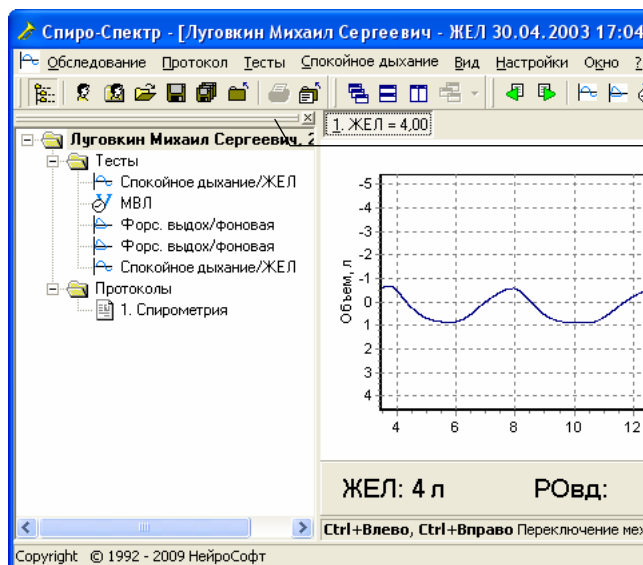 Спиро-Спектр - [Луговкин Михаил Сергеевич - ЖЕЛ 30.04.2003 17:04
Обследование Протокол Тесты Спокойное дыхание Вид Настройки Окно ?
1. ЖЕЛ = 4,00
Луговкин Михаил Сергеевич, 2
Тесты
Спокойное дыхание/ЖЕЛ
МВЛ
Форс. выдох/фоновая
Форс. выдох/фоновая
Спокойное дыхание/ЖЕЛ
Протоколы
1. Спирометрия
Объем, л
-5
-4
-3
-2
-1
0
1
2
3
4
4 6 8 10 12
ЖЕЛ: 4 л РОвд:
Ctrl+Влево, Ctrl+Вправо Переключение меж
Copyright © 1992 - 2009 НейроСофт